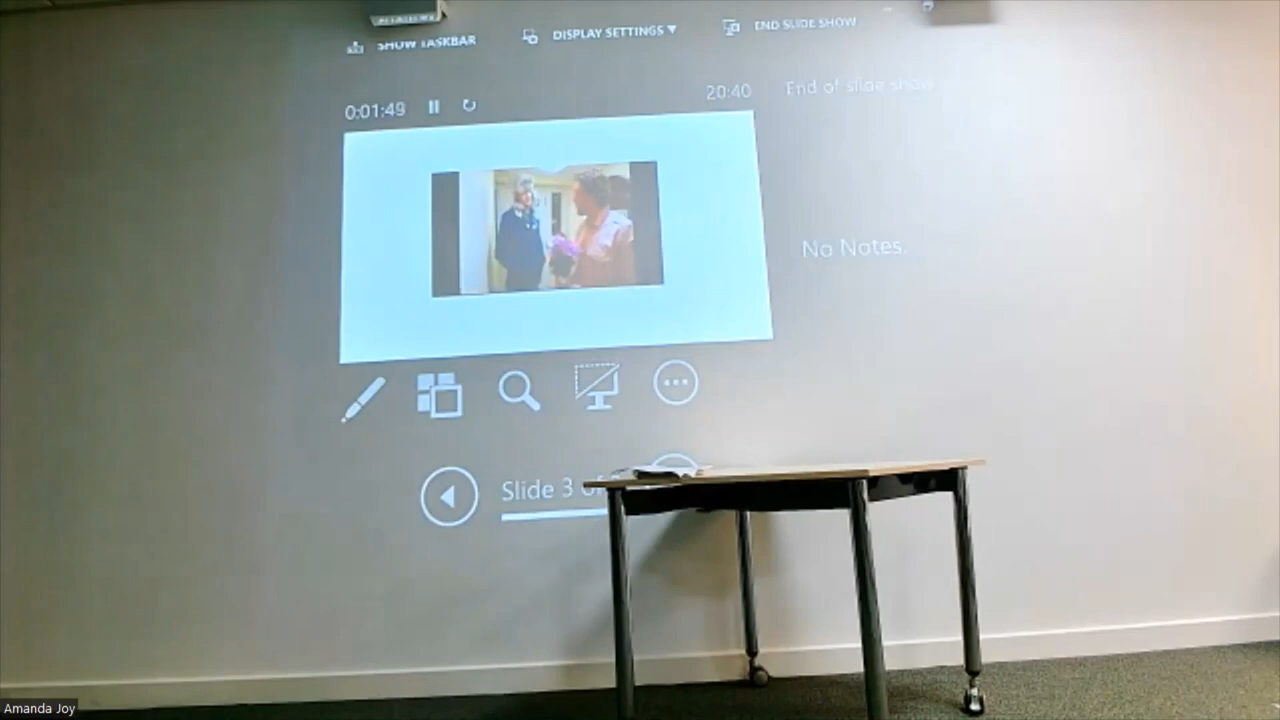 SHOW TASKBAR
DISPLAY SETTINGS ▼
END SLIDE SHOW
0:01:49
20:40
End of slide show
No Notes.
Slide 3 of
Amanda Joy